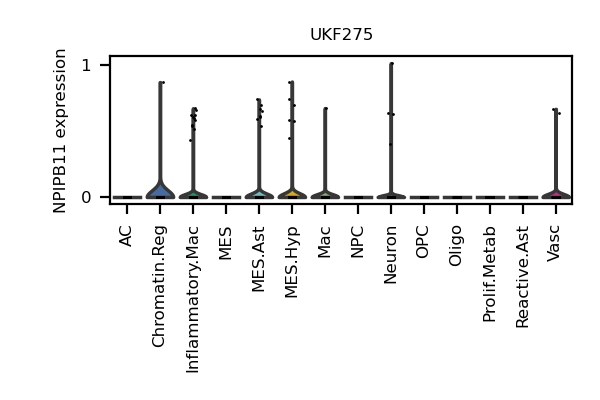 UKF275
NPIPB11 expression
1
0
AC
Chromatin.Reg
Inflammatory.Mac
MES
MES.Ast
MES.Hyp
Mac
NPC
Neuron
OPC
Oligo
Prolif.Metab
Reactive.Ast
Vasc